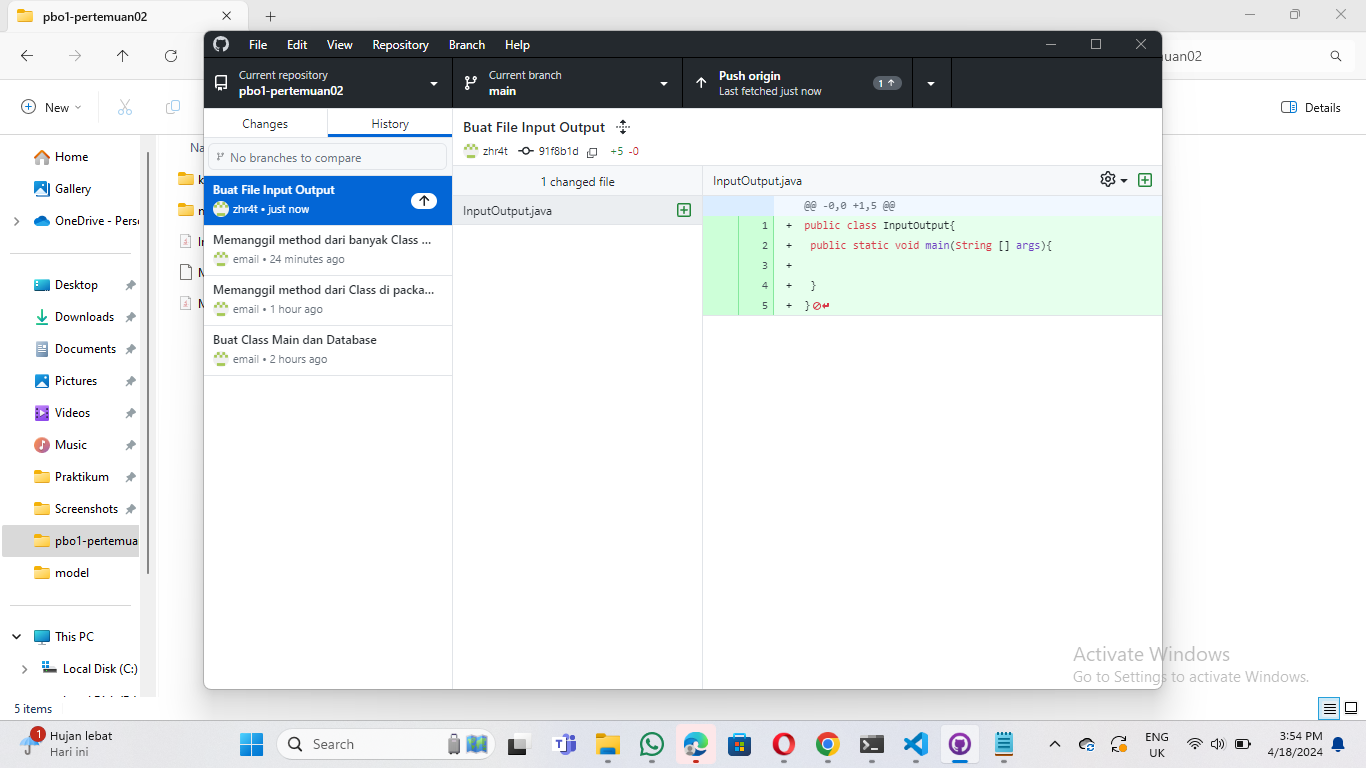 pbo1-pertemuan02
File Edit View Repository Branch Help
Current repository
pbo1-pertemuan02
Current branch
main
Push origin
Last fetched just now
1
New
Details
Changes
History
No branches to compare
Buat File Input Output
zhr4t • just now
Memanggil method dari banyak Class ...
email • 24 minutes ago
Memanggil method dari Class di packa...
email • 1 hour ago
Buat Class Main dan Database
email • 2 hours ago
Buat File Input Output
zhr4t 91f8b1d +5 -0
1 changed file
InputOutput.java
InputOutput.java
@@ -0,0 +1,5 @@
1 + public class InputOutput{
2 + public static void main(String [] args){
3 +
4 + }
5 + }
Home
Gallery
OneDrive - Pers
Desktop
Downloads
Documents
Pictures
Videos
Music
Praktikum
Screenshots
pbo1-pertemua
model
This PC
Local Disk (C:)
5 items
Activate Windows
Go to Settings to activate Windows.
1
Hujan lebat
Hari ini
Search
ENG
UK
3:54 PM
4/18/2024